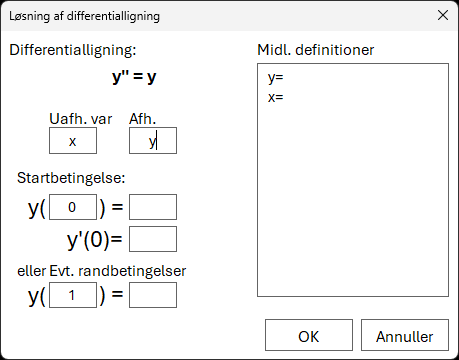 Løsning af differentialligning
Differentialligning:
y'' = y
Uafh. var Afh.
x y
Startbetingelse:
y( 0 ) =
y'(0)=
eller Evt. randbetingelser
y( 1 ) =
Midl. definitioner
y=
x=
OK Annuller